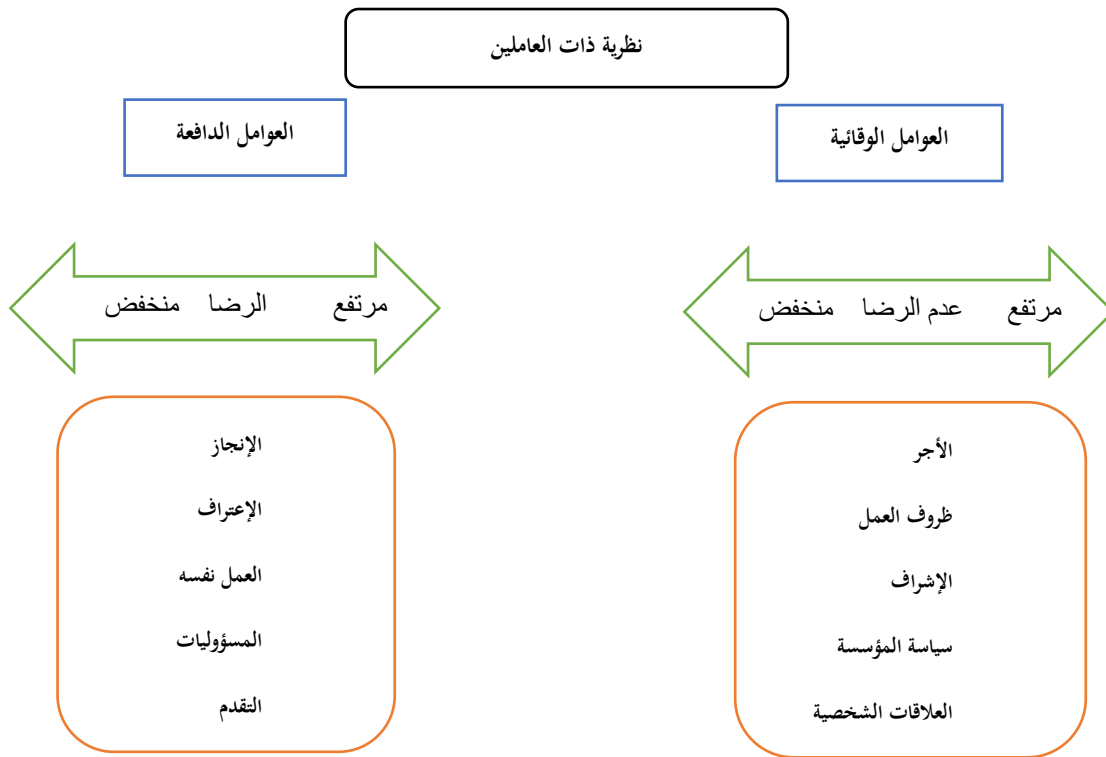 نظرية ذات العاملين
العوامل الوقائية
العوامل الدافعة
مرتفع عدم الرضا منخفض
مرتفع الرضا منخفض
الأجر
ظروف العمل
الإشراف
سياسة المؤسسة
العلاقات الشخصية
الإنجاز
الإعتراف
العمل نفسه
المسؤوليات
التقدم